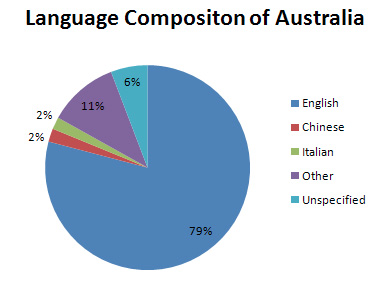 Language Compositon of Australia
6%
11%
2%
2%
79%
English
Chinese
Italian
Other
Unspecified